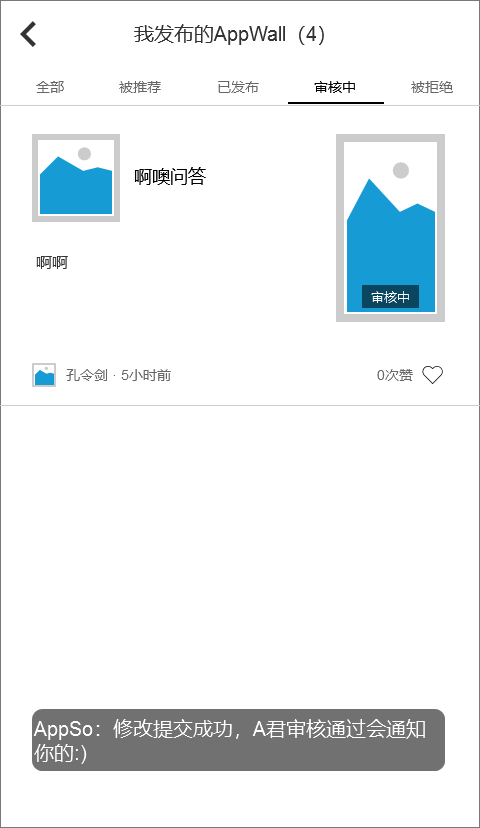 我发布的AppWall（4）
全部 被推荐 已发布 审核中 被拒绝
啊噢问答
啊啊
审核中
孔令剑 · 5小时前 0次赞
AppSo：修改提交成功，A君审核通过会通知
你的:)